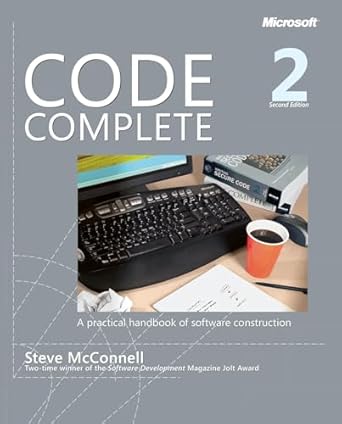 Microsoft®
CODE
COMPLETE
2
Second Edition
SECURE CODE
A practical handbook of software construction
Steve McConnell
Two-time winner of the Software Development Magazine Jolt Award